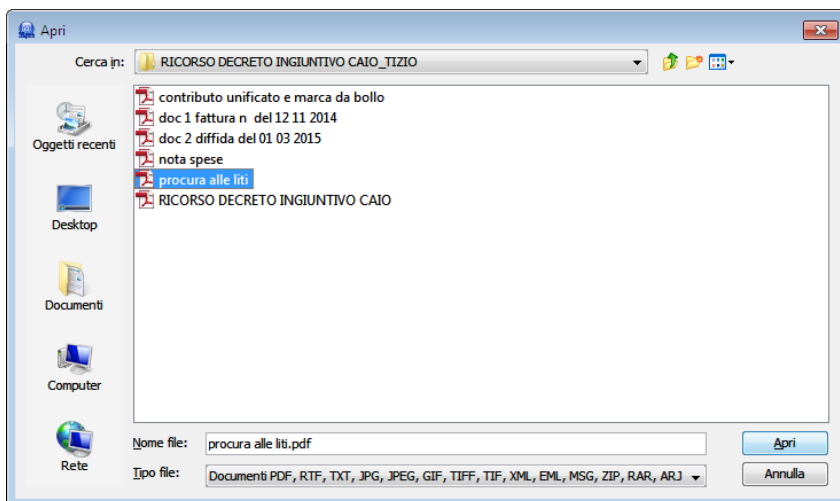 Apri
Cerca in: RICORSO DECRETO INGIUNTIVO CAIO_TIZIO
contributo unificato e marca da bollo
doc 1 fattura n  del 12 11 2014
doc 2 diffida del 01 03 2015
nota spese
procura alle liti
RICORSO DECRETO INGIUNTIVO CAIO
Oggetti recenti
Desktop
Documenti
Computer
Rete
Nome file: procura alle liti.pdf Apri
Tipo file: Documenti PDF, RTF, TXT, JPG, JPEG, GIF, TIFF, TIF, XML, EML, MSG, ZIP, RAR, ARJ Annulla